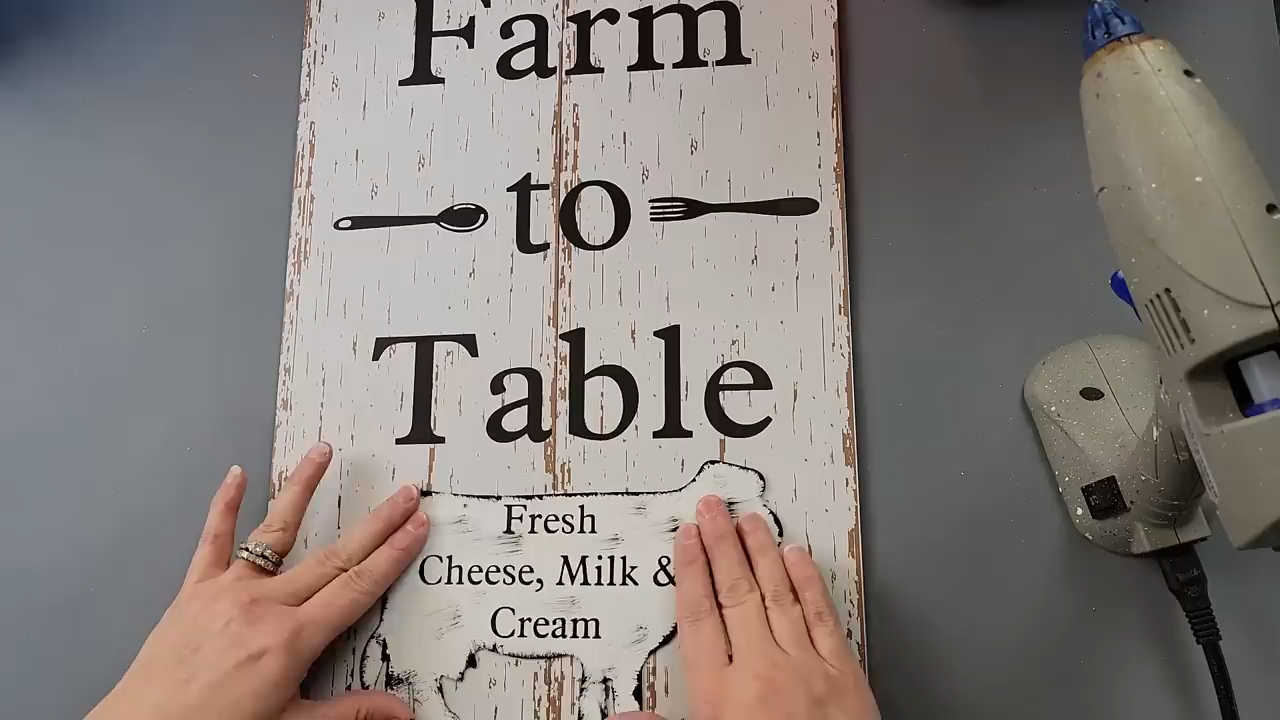 Farm
to
Table
Fresh
Cheese, Milk &
Cream